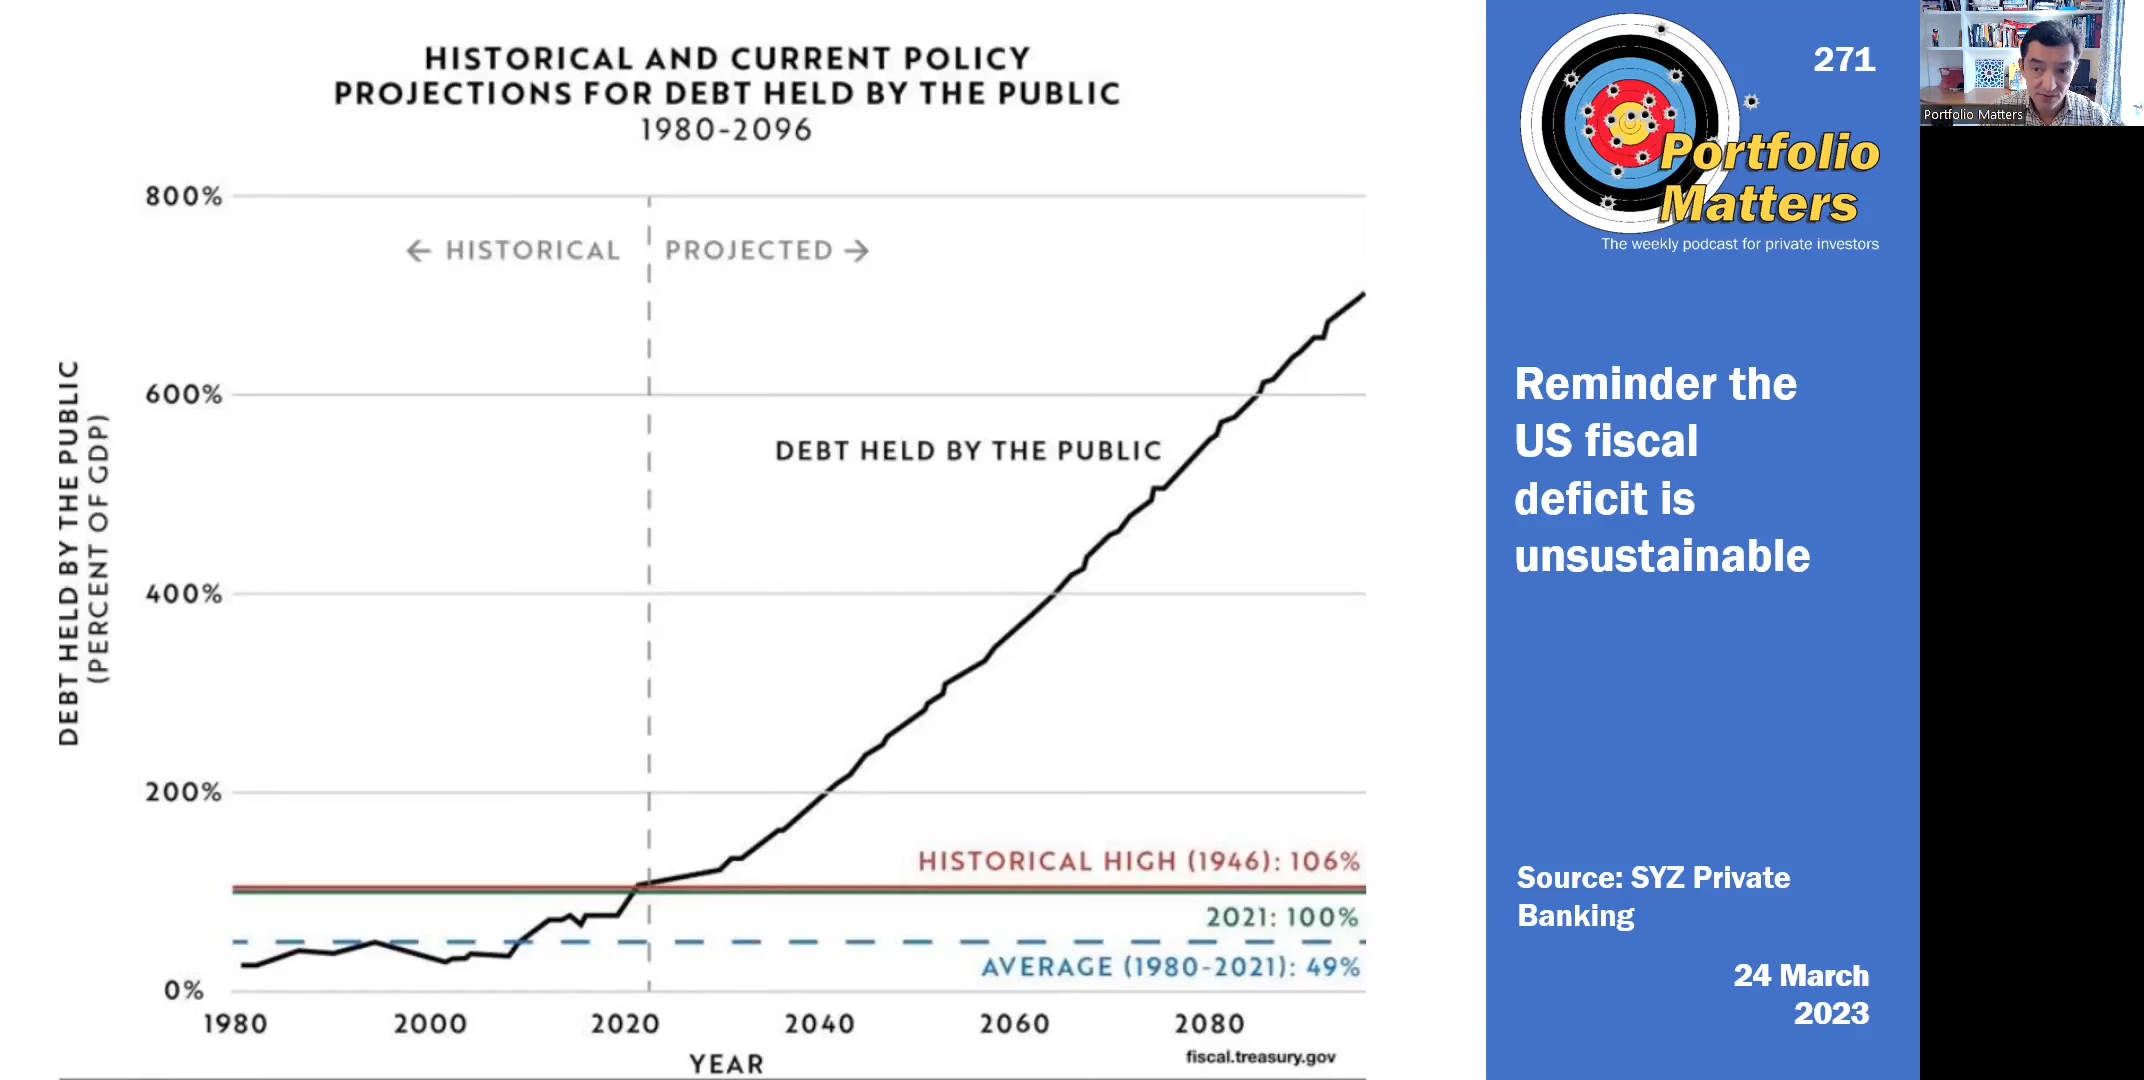 HISTORICAL AND CURRENT POLICY
PROJECTIONS FOR DEBT HELD BY THE PUBLIC
1980-2096
800%
← HISTORICAL
PROJECTED →
600%
DEBT HELD BY THE PUBLIC
DEBT HELD BY THE PUBLIC
(PERCENT OF GDP)
400%
200%
HISTORICAL HIGH (1946): 106%
2021: 100%
AVERAGE (1980-2021): 49%
0%
1980 2000 2020 2040 2060 2080
YEAR
fiscal.treasury.gov
271
Portfolio
Matters
The weekly podcast for private investors
Reminder the
US fiscal
deficit is
unsustainable
Source: SYZ Private
Banking
24 March
2023
Portfolio Matters